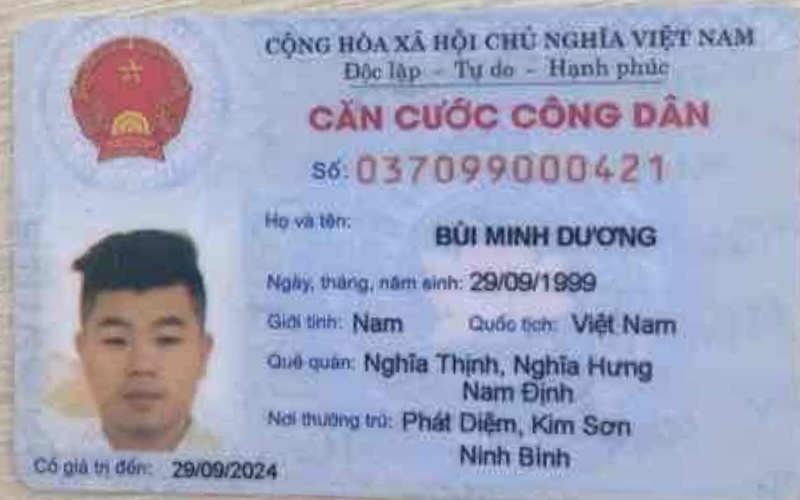 CỘNG HÒA XÃ HỘI CHỦ NGHĨA VIỆT NAM
Độc lập - Tự do - Hạnh phúc
CĂN CƯỚC CÔNG DÂN
Số: 037099000421
Họ và tên:
BÙI MINH DƯƠNG
Ngày, tháng, năm sinh: 29/09/1999
Giới tính: Nam Quốc tịch: Việt Nam
Quê quán: Nghĩa Thịnh, Nghĩa Hưng
Nam Định
Nơi thường trú: Phát Diệm, Kim Sơn
Ninh Bình
Có giá trị đến: 29/09/2024